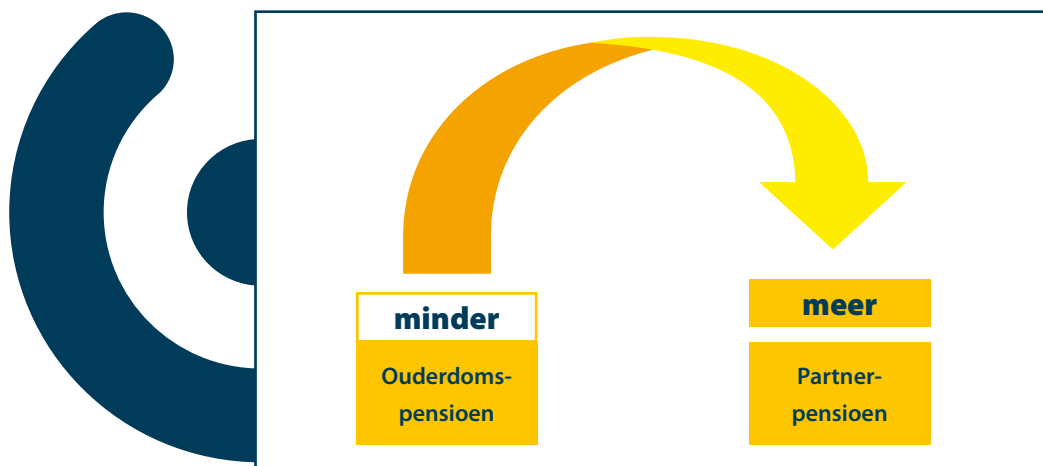 minder
Ouderdoms-
pensioen
meer
Partner-
pensioen